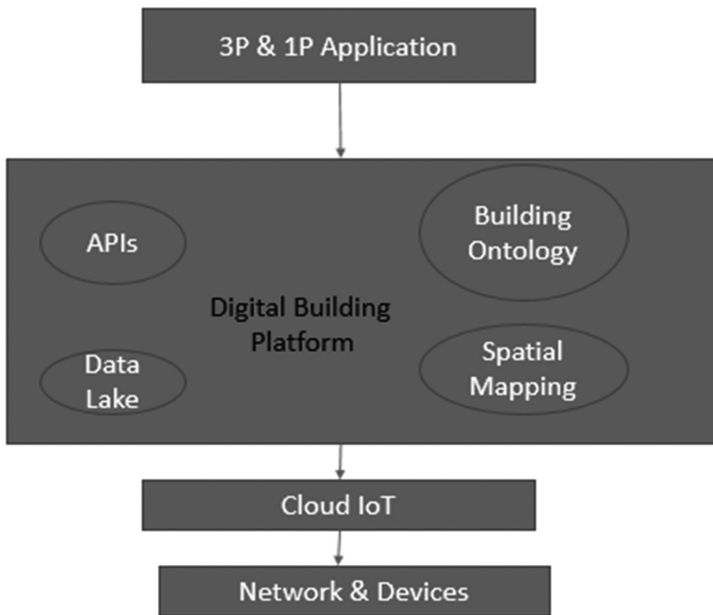 3P & 1P Application
APIs
Building
Ontology
Digital Building
Platform
Data
Lake
Spatial
Mapping
Cloud IoT
Network & Devices